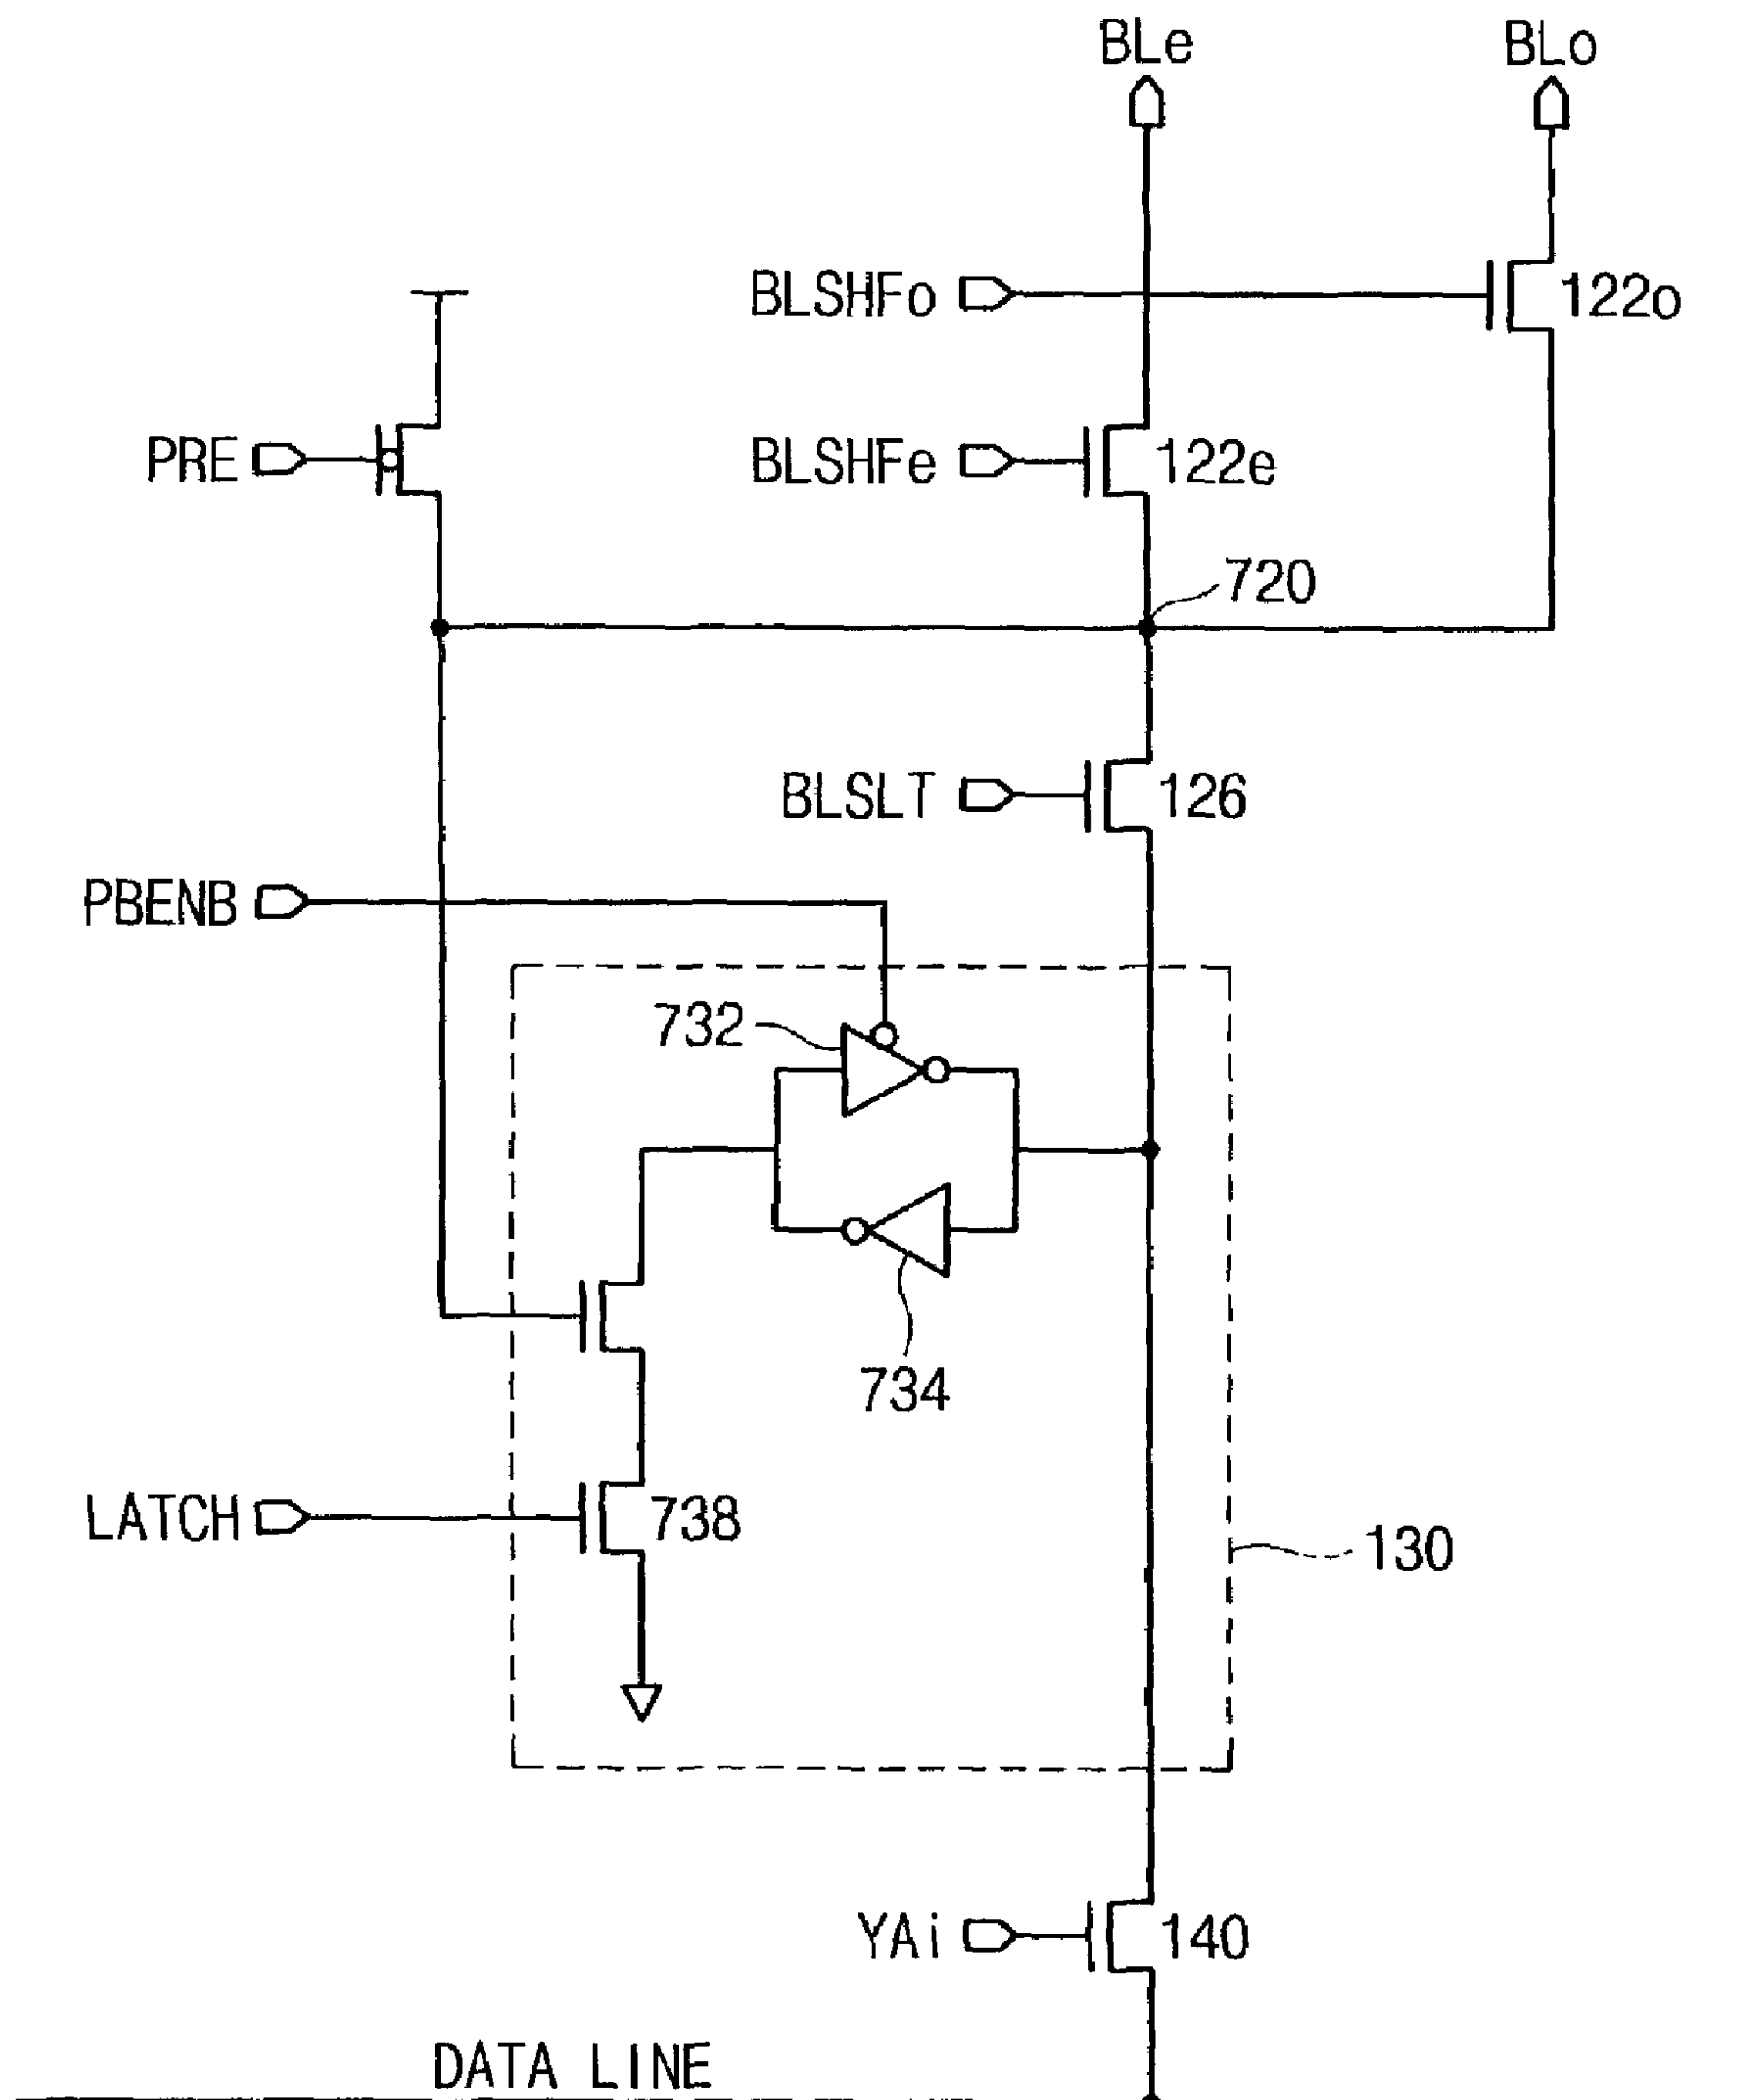 BLe
BLo
BLSHFo
122o
PRE
BLSHFe
122e
720
BLSLT
126
PBENB
732
734
LATCH
738
130
YAi
140
DATA LINE